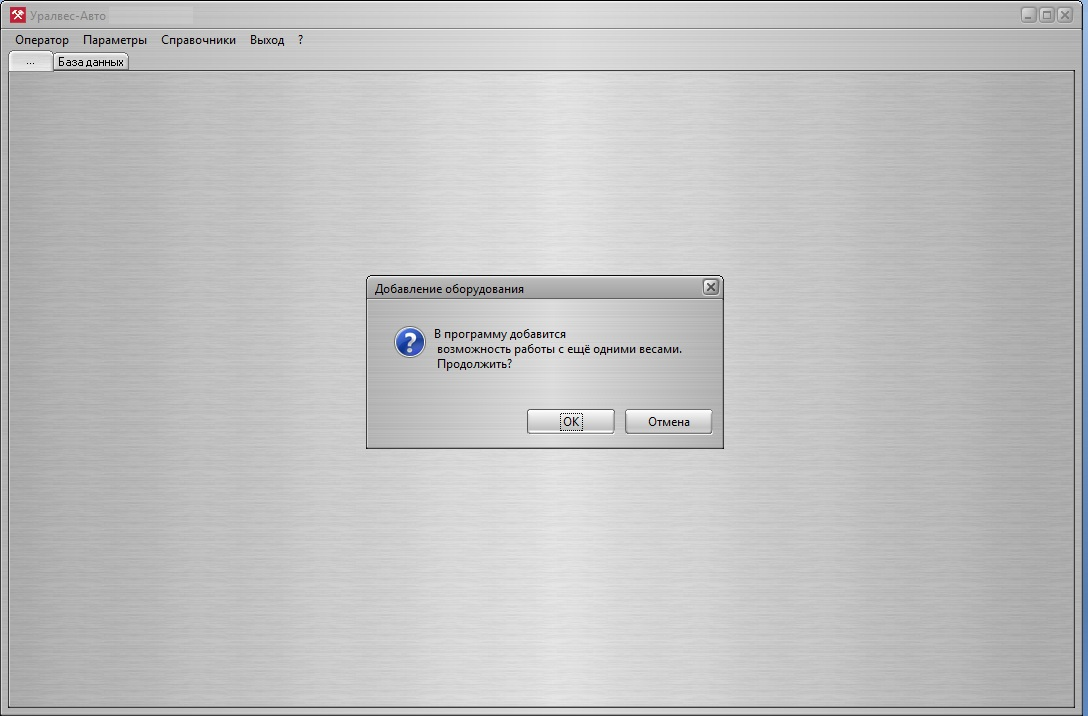 Уралвес-Авто
Оператор Параметры Справочники Выход ?
... База данных
Добавление оборудования
В программу добавится
возможность работы с ещё одними весами.
Продолжить?
OK Отмена